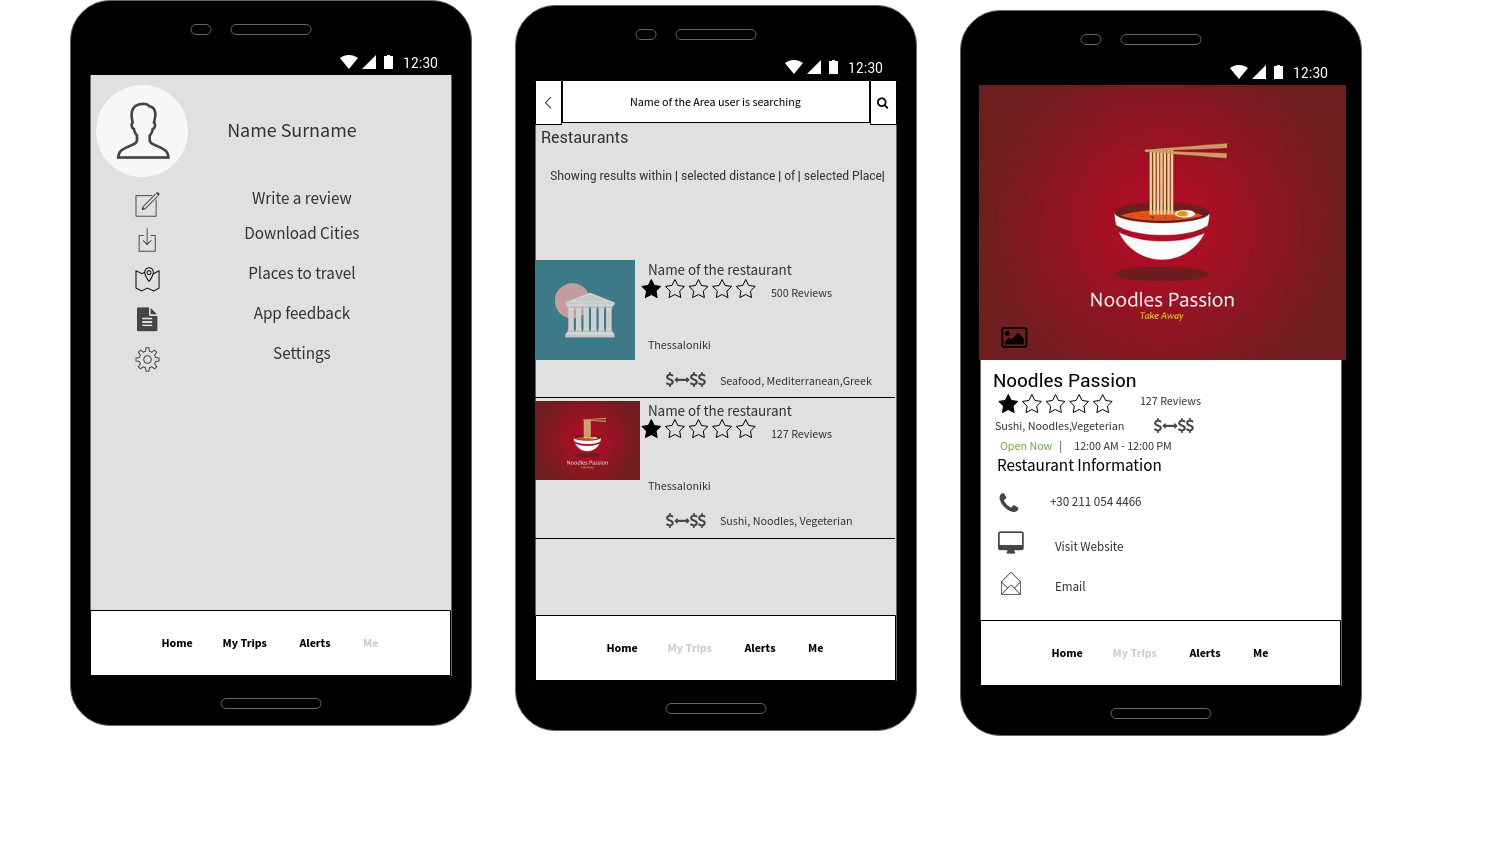 12:30
Name Surname
Write a review
Download Cities
Places to travel
App feedback
Settings
Home My Trips Alerts Me
12:30
Name of the Area user is searching
Restaurants
Showing results within | selected distance | of | selected Place|
Name of the restaurant
500 Reviews
Thessaloniki
$↔$$ Seafood, Mediterranean,Greek
Name of the restaurant
127 Reviews
Noodles Passion
Take Away
Thessaloniki
$↔$$ Sushi, Noodles, Vegeterian
Home My Trips Alerts Me
12:30
Noodles Passion
Take Away
Noodles Passion
127 Reviews
Sushi, Noodles,Vegeterian $↔$$
Open Now | 12:00 AM - 12:00 PM
Restaurant Information
+30 211 054 4466
Visit Website
Email
Home My Trips Alerts Me